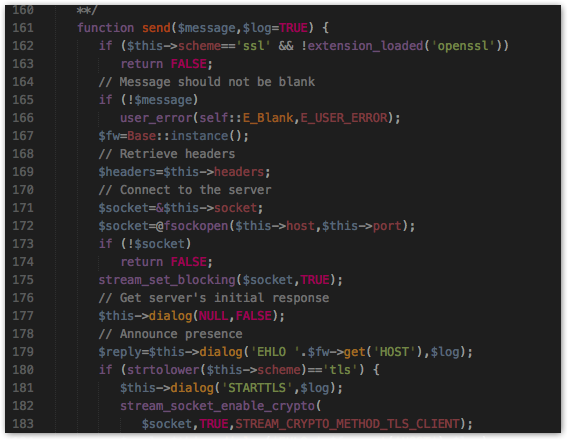 160 **/
161 function send($message,$log=TRUE) {
162 if ($this->scheme=='ssl' && !extension_loaded('openssl'))
163 return FALSE;
164 // Message should not be blank
165 if (!$message)
166 user_error(self::E_Blank,E_USER_ERROR);
167 $fw=Base::instance();
168 // Retrieve headers
169 $headers=$this->headers;
170 // Connect to the server
171 $socket=&$this->socket;
172 $socket=@fsockopen($this->host,$this->port);
173 if (!$socket)
174 return FALSE;
175 stream_set_blocking($socket,TRUE);
176 // Get server's initial response
177 $this->dialog(NULL,FALSE);
178 // Announce presence
179 $reply=$this->dialog('EHLO '.$fw->get('HOST'),$log);
180 if (strtolower($this->scheme)=='tls') {
181 $this->dialog('STARTTLS',$log);
182 stream_socket_enable_crypto(
183 $socket,TRUE,STREAM_CRYPTO_METHOD_TLS_CLIENT);